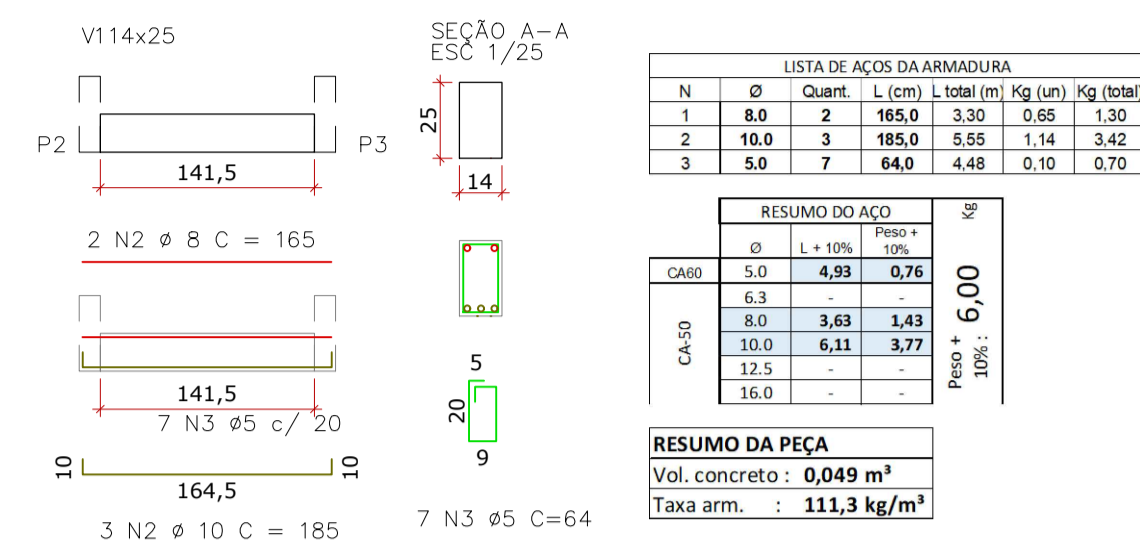 V114x25
P2
P3
141,5
2 N2 ø 8 C = 165
141,5
7 N3 ø5 c/ 20
10
10
164,5
3 N2 ø 10 C = 185
SEÇÃO A-A
ESC 1/25
25
14
5
20
9
7 N3 ø5 C=64
LISTA DE AÇOS DA ARMADURA
N Ø Quant. L (cm) L total (m) Kg (un) Kg (total)
1 8.0 2 165,0 3,30 0,65 1,30
2 10.0 3 185,0 5,55 1,14 3,42
3 5.0 7 64,0 4,48 0,10 0,70
RESUMO DO AÇO
Ø L + 10% Peso + 10%
CA60 5.0 4,93 0,76
CA-50
6.3 - -
8.0 3,63 1,43
10.0 6,11 3,77
12.5 - -
16.0 - -
Peso + 10% : 6,00 Kg
RESUMO DA PEÇA
Vol. concreto : 0,049 m³
Taxa arm. : 111,3 kg/m³